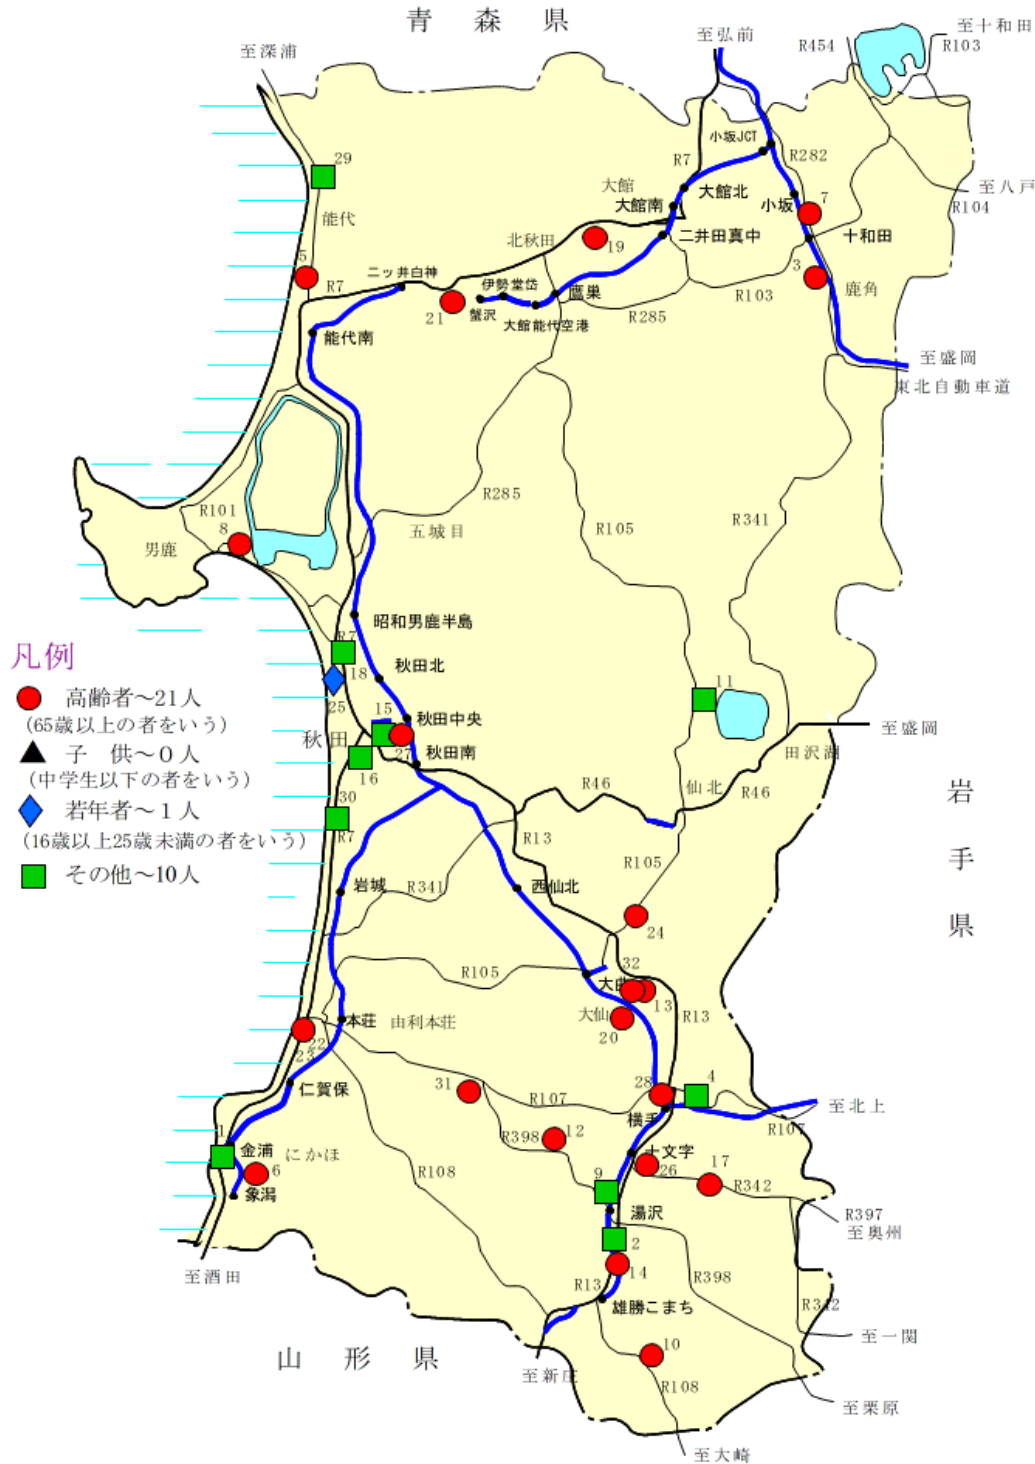 青森県
至深浦
至弘前
至十和田
R454
R103
小坂JCT
R282
R7
29
大館
大館北
大館南
小坂
7
至八戸
R104
能代
北秋田
19
二井田真中
十和田
5
R7
二ッ井白神
伊勢堂岱
鷹巣
3
鹿角
R103
21
蟹沢
大館能代空港
R285
能代南
至盛岡
東北自動車道
R285
R101
8
五城目
R105
R341
男鹿
昭和男鹿半島
R7
凡例
18
秋田北
11
高齢者～21人
(65歳以上の者をいう)
25
15
秋田中央
至盛岡
秋田
27
秋田南
田沢湖
子 供～0人
(中学生以下の者をいう)
16
R46
仙北
R46
岩手県
若年者～1人
(16歳以上25歳未満の者をいう)
30
R7
R13
R105
その他～10人
岩城
R341
西仙北
24
32
R105
大曲
13
大仙
20
R13
本荘
由利本荘
22
23
仁賀保
31
R107
28
4
横手
至北上
R107
1
金浦
にかほ
R398
12
十文字
6
象潟
R108
9
26
17
R342
湯沢
R397
至奥州
2
至酒田
14
R13
R398
雄勝こまち
R342
至一関
山形県
10
至新庄
R108
至栗原
至大崎